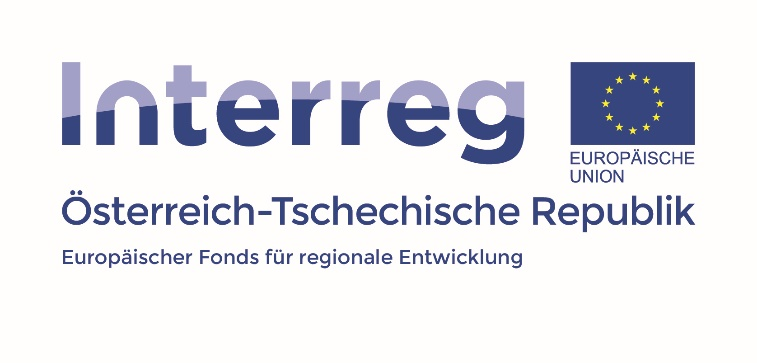 Interreg
EUROPÄISCHE
UNION
Österreich-Tschechische Republik
Europäischer Fonds für regionale Entwicklung